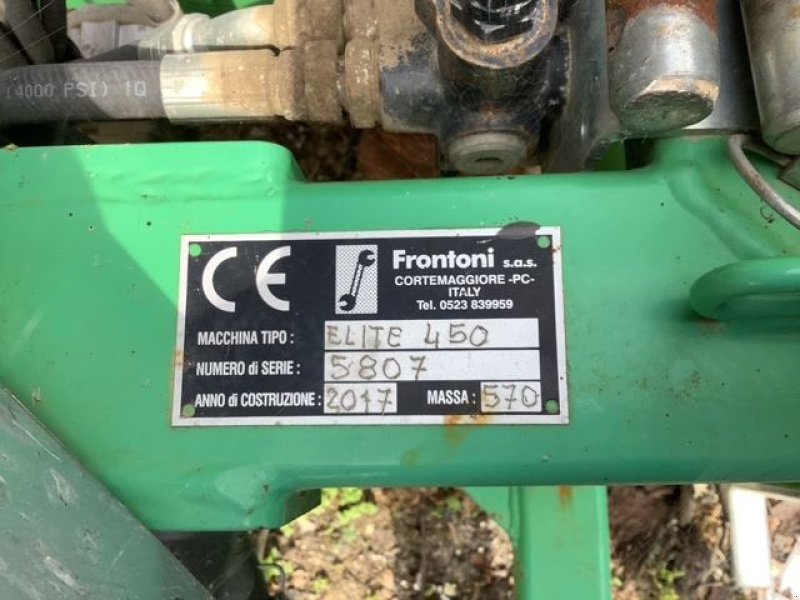 (4000 PSI) 1Q
CE
Frontoni s.a.s.
CORTEMAGGIORE -PC-
ITALY
Tel. 0523 839959
MACCHINA TIPO: ELITE 450
NUMERO di SERIE: 5807
ANNO di COSTRUZIONE: 2017 MASSA: 570